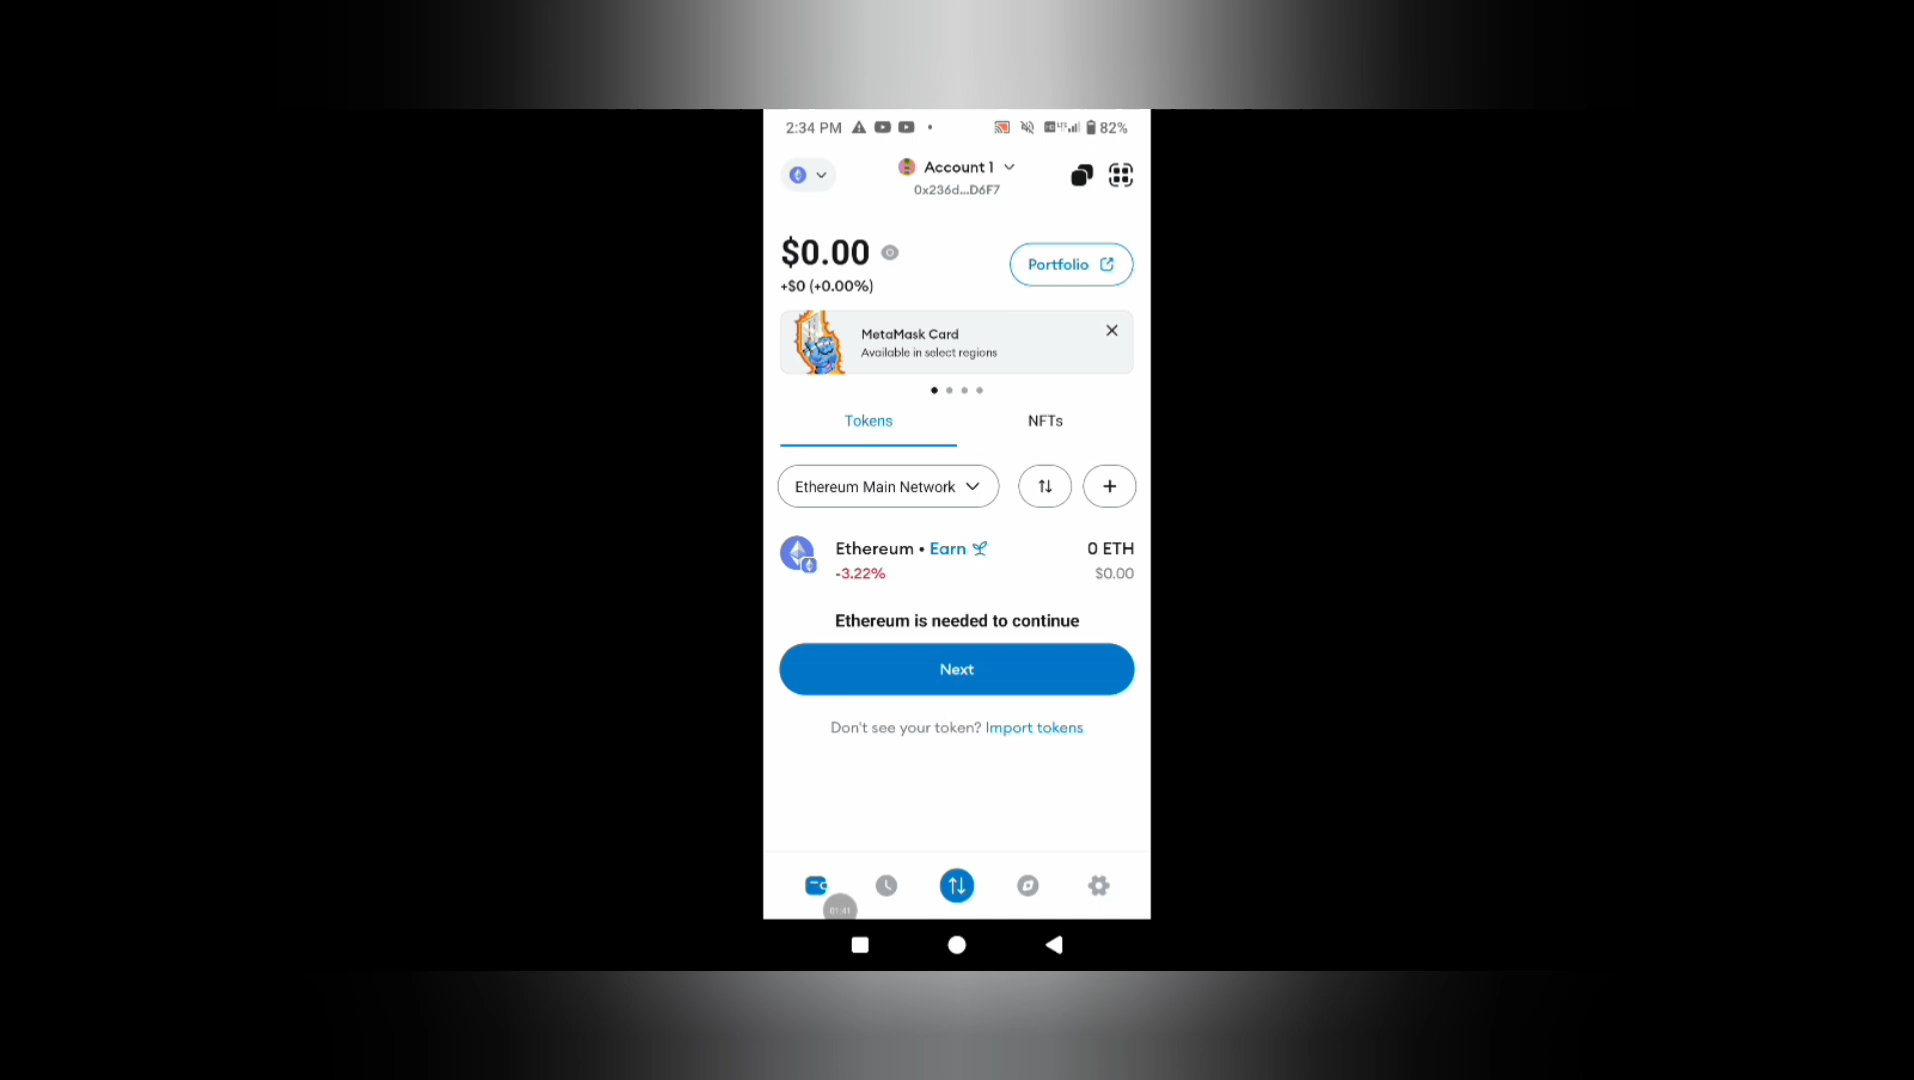 2:34 PM 82%
Account 1
0x236d...D6F7
$0.00
+$0 (+0.00%)
Portfolio
MetaMask Card
Available in select regions
Tokens NFTs
Ethereum Main Network
Ethereum • Earn 0 ETH
-3.22% $0.00
Ethereum is needed to continue
Next
Don't see your token? Import tokens
01:41